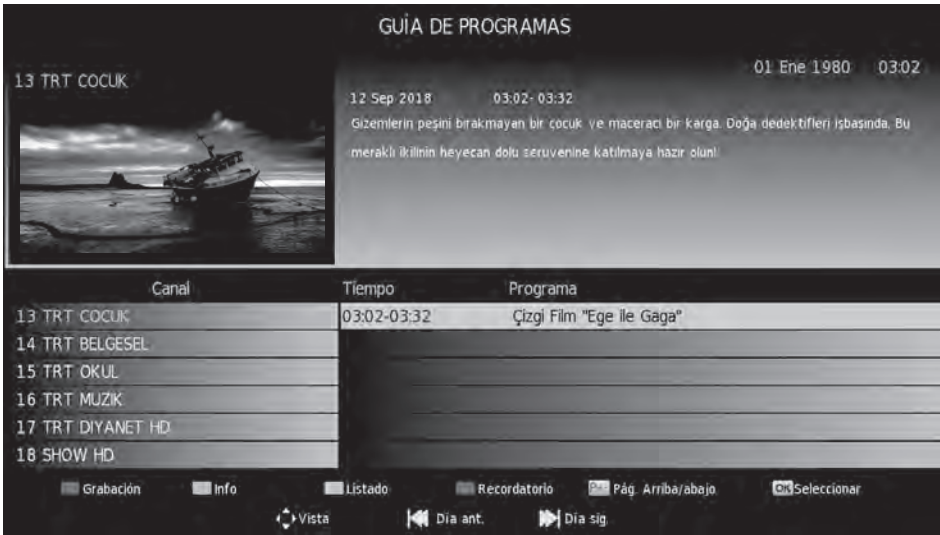 GUİA DE PROGRAMAS
01 Ene 1980 03:02
13 TRT COCUK
12 Sep 2018 03:02-03:32
Gizemlerin peşini bırakmayan bir cocuk ve maceracı bir karga. Doğa dedektifleri işbaşında. Bu
meraklı ikilinin heyecan dolu seruvenine katılmaya hazır olun!
Canal Tiempo Programa
13 TRT COCUK 03:02-03:32 Çizgi Film "Ege ile Gaga"
14 TRT BELGESEL
15 TRT OKUL
16 TRT MUZIK
17 TRT DIYANET HD
18 SHOW HD
Grabación Info Listado Recordatorio P+- Pág. Arriba/abajo OK Seleccionar
Vista Dia ant. Dia sig.